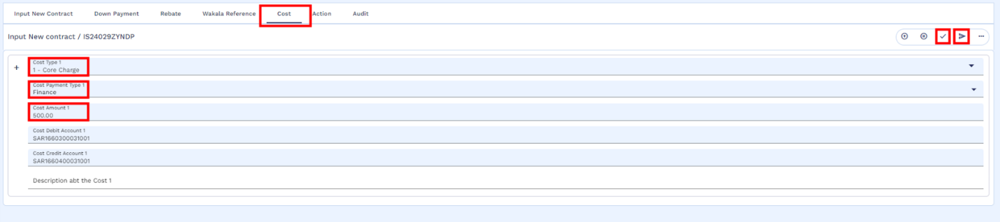 Input New Contract Down Payment Rebate Wakala Reference Cost Action Audit
Input New contract / IS24029ZYNDP
Cost Type 1
1 - Core Charge
Cost Payment Type 1
Finance
Cost Amount 1
500.00
Cost Debit Account 1
SAR1660300031001
Cost Credit Account 1
SAR1660400031001
Description abt the Cost 1